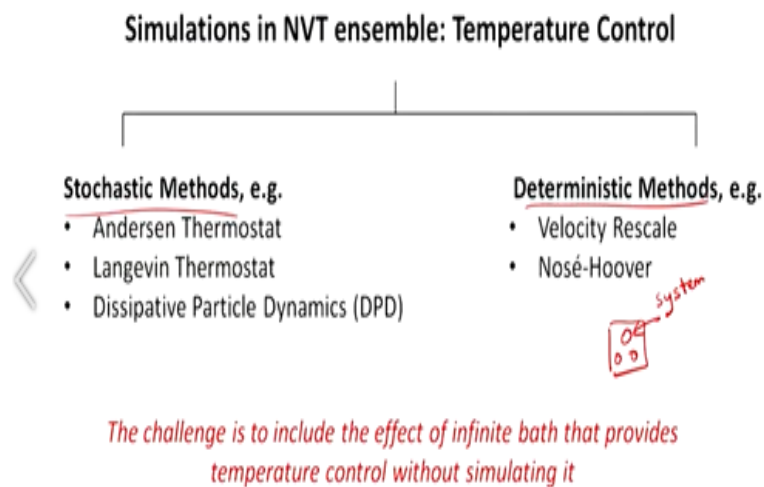 Simulations in NVT ensemble: Temperature Control
Stochastic Methods, e.g.
• Andersen Thermostat
• Langevin Thermostat
• Dissipative Particle Dynamics (DPD)
Deterministic Methods, e.g.
• Velocity Rescale
• Nosé-Hoover
system
The challenge is to include the effect of infinite bath that provides
temperature control without simulating it